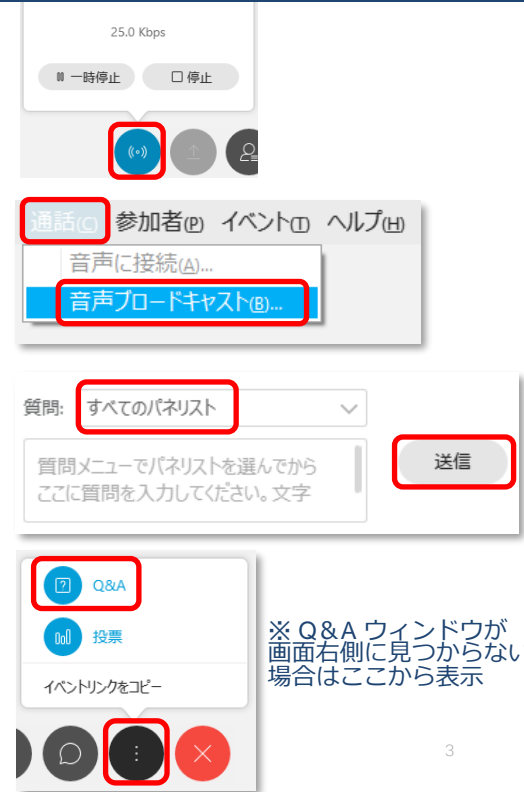 25.0 Kbps
一時停止 停止
通話(C) 参加者(P) イベント(T) ヘルプ(H)
音声に接続(A)...
音声ブロードキャスト(B)...
質問: すべてのパネリスト
質問メニューでパネリストを選んでから
ここに質問を入力してください。文字
送信
Q&A
投票
イベントリンクをコピー
※ Q&A ウィンドウが
画面右側に見つからない
場合はここから表示
3